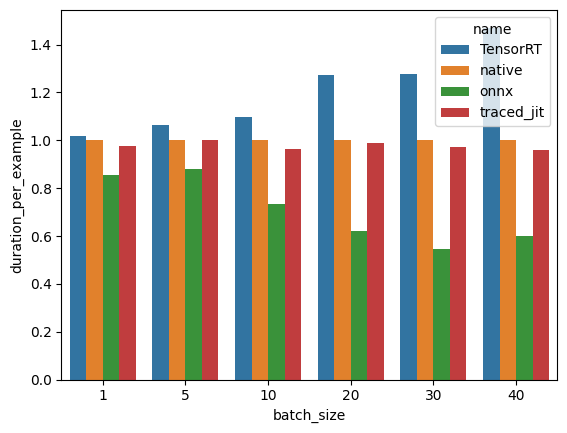 name
TensorRT
native
onnx
traced_jit
duration_per_example
1.4
1.2
1.0
0.8
0.6
0.4
0.2
0.0
1 5 10 20 30 40
batch_size